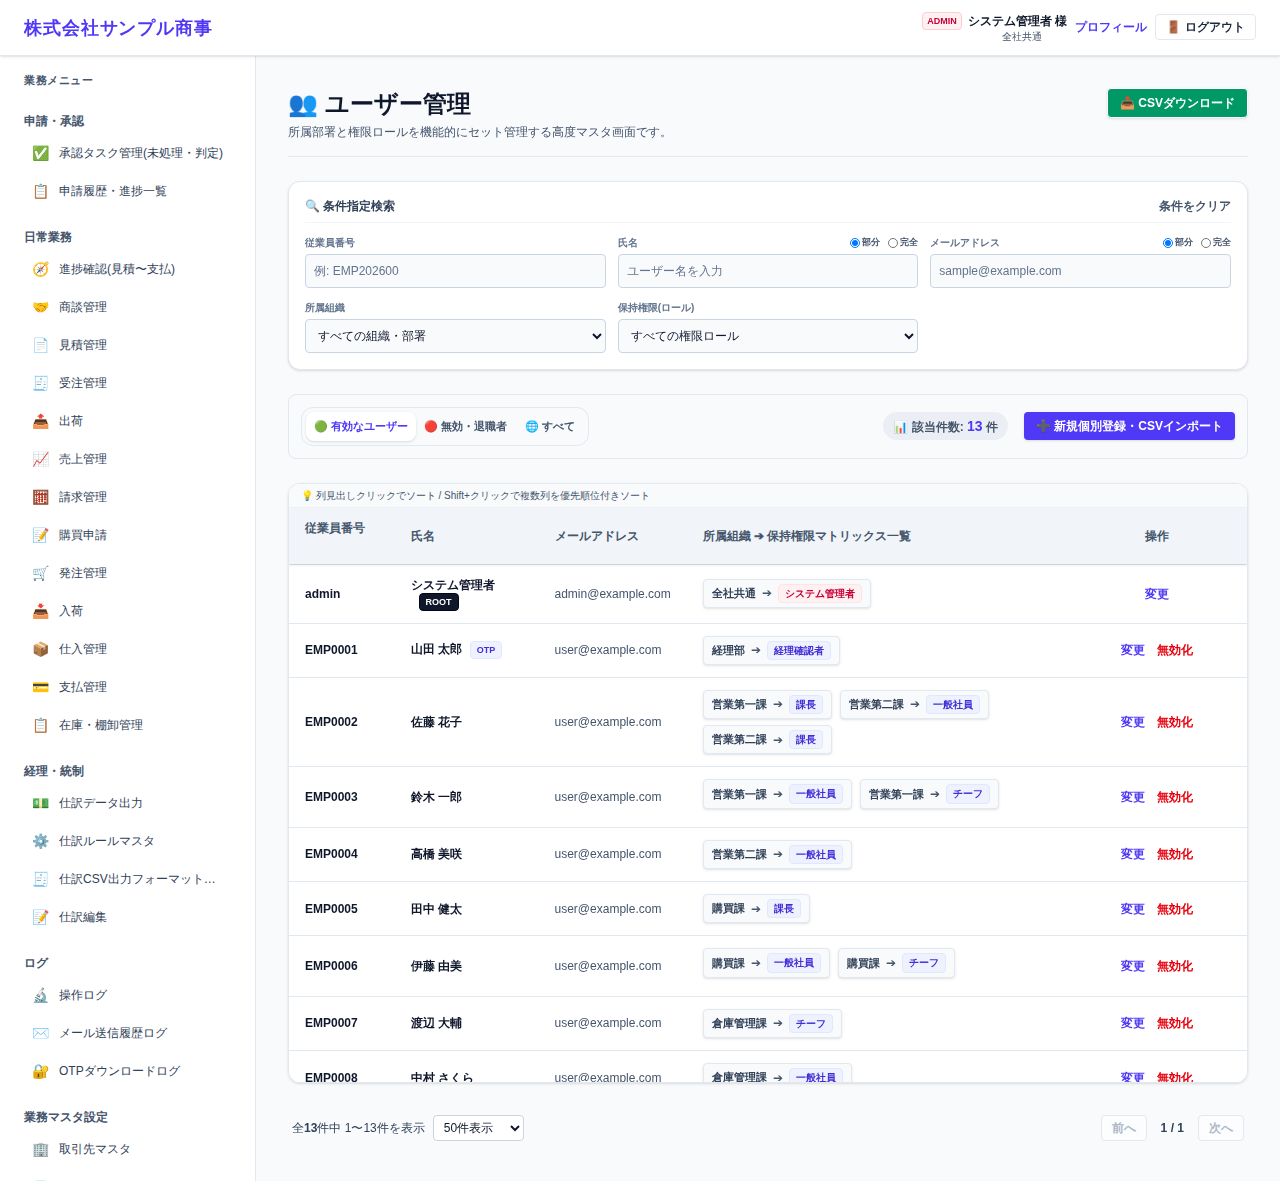 株式会社サンプル商事
ADMIN システム管理者 様
全社共通
プロフィール
🚪 ログアウト
業務メニュー
申請・承認
✅ 承認タスク管理(未処理・判定)
📋 申請履歴・進捗一覧
日常業務
🧭 進捗確認(見積〜支払)
🤝 商談管理
📄 見積管理
🧾 受注管理
📤 出荷
📈 売上管理
🧮 請求管理
📝 購買申請
🛒 発注管理
📥 入荷
📦 仕入管理
💳 支払管理
📋 在庫・棚卸管理
経理・統制
💵 仕訳データ出力
⚙️ 仕訳ルールマスタ
🧾 仕訳CSV出力フォーマット…
📝 仕訳編集
ログ
🔬 操作ログ
✉️ メール送信履歴ログ
🔐 OTPダウンロードログ
業務マスタ設定
🏢 取引先マスタ
👥 ユーザー管理
所属部署と権限ロールを機能的にセット管理する高度マスタ画面です。
📥 CSVダウンロード
🔍 条件指定検索
条件をクリア
従業員番号
氏名 部分 完全
メールアドレス 部分 完全
例: EMP202600
ユーザー名を入力
sample@example.com
所属組織
保持権限(ロール)
すべての組織・部署
すべての権限ロール
🟢 有効なユーザー 🔴 無効・退職者 🌐 すべて
📊 該当件数: 13 件
➕ 新規個別登録・CSVインポート
💡 列見出しクリックでソート / Shift+クリックで複数列を優先順位付きソート
従業員番号 氏名 メールアドレス 所属組織 ➔ 保持権限マトリックス一覧 操作
admin システム管理者 ROOT admin@example.com 全社共通 ➔ システム管理者 変更
EMP0001 山田 太郎 OTP user@example.com 経理部 ➔ 経理確認者 変更 無効化
EMP0002 佐藤 花子 user@example.com 営業第一課 ➔ 課長 営業第二課 ➔ 一般社員 変更 無効化
営業第二課 ➔ 課長
EMP0003 鈴木 一郎 user@example.com 営業第一課 ➔ 一般社員 営業第一課 ➔ チーフ 変更 無効化
EMP0004 高橋 美咲 user@example.com 営業第二課 ➔ 一般社員 変更 無効化
EMP0005 田中 健太 user@example.com 購買課 ➔ 課長 変更 無効化
EMP0006 伊藤 由美 user@example.com 購買課 ➔ 一般社員 購買課 ➔ チーフ 変更 無効化
EMP0007 渡辺 大輔 user@example.com 倉庫管理課 ➔ チーフ 変更 無効化
EMP0008 中村 さくら user@example.com 倉庫管理課 ➔ 一般社員 変更 無効化
全13件中 1〜13件を表示 50件表示
前へ 1 / 1 次へ